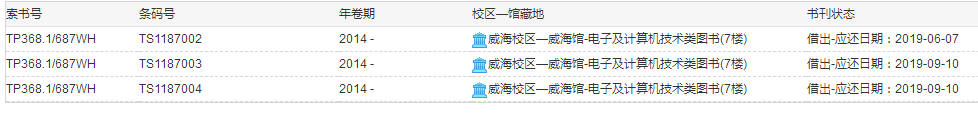 索书号 条码号 年卷期 校区—馆藏地 书刊状态
TP368.1/687WH TS1187002 2014 - 威海校区—威海馆-电子及计算机技术类图书(7楼) 借出-应还日期：2019-06-07
TP368.1/687WH TS1187003 2014 - 威海校区—威海馆-电子及计算机技术类图书(7楼) 借出-应还日期：2019-09-10
TP368.1/687WH TS1187004 2014 - 威海校区—威海馆-电子及计算机技术类图书(7楼) 借出-应还日期：2019-09-10